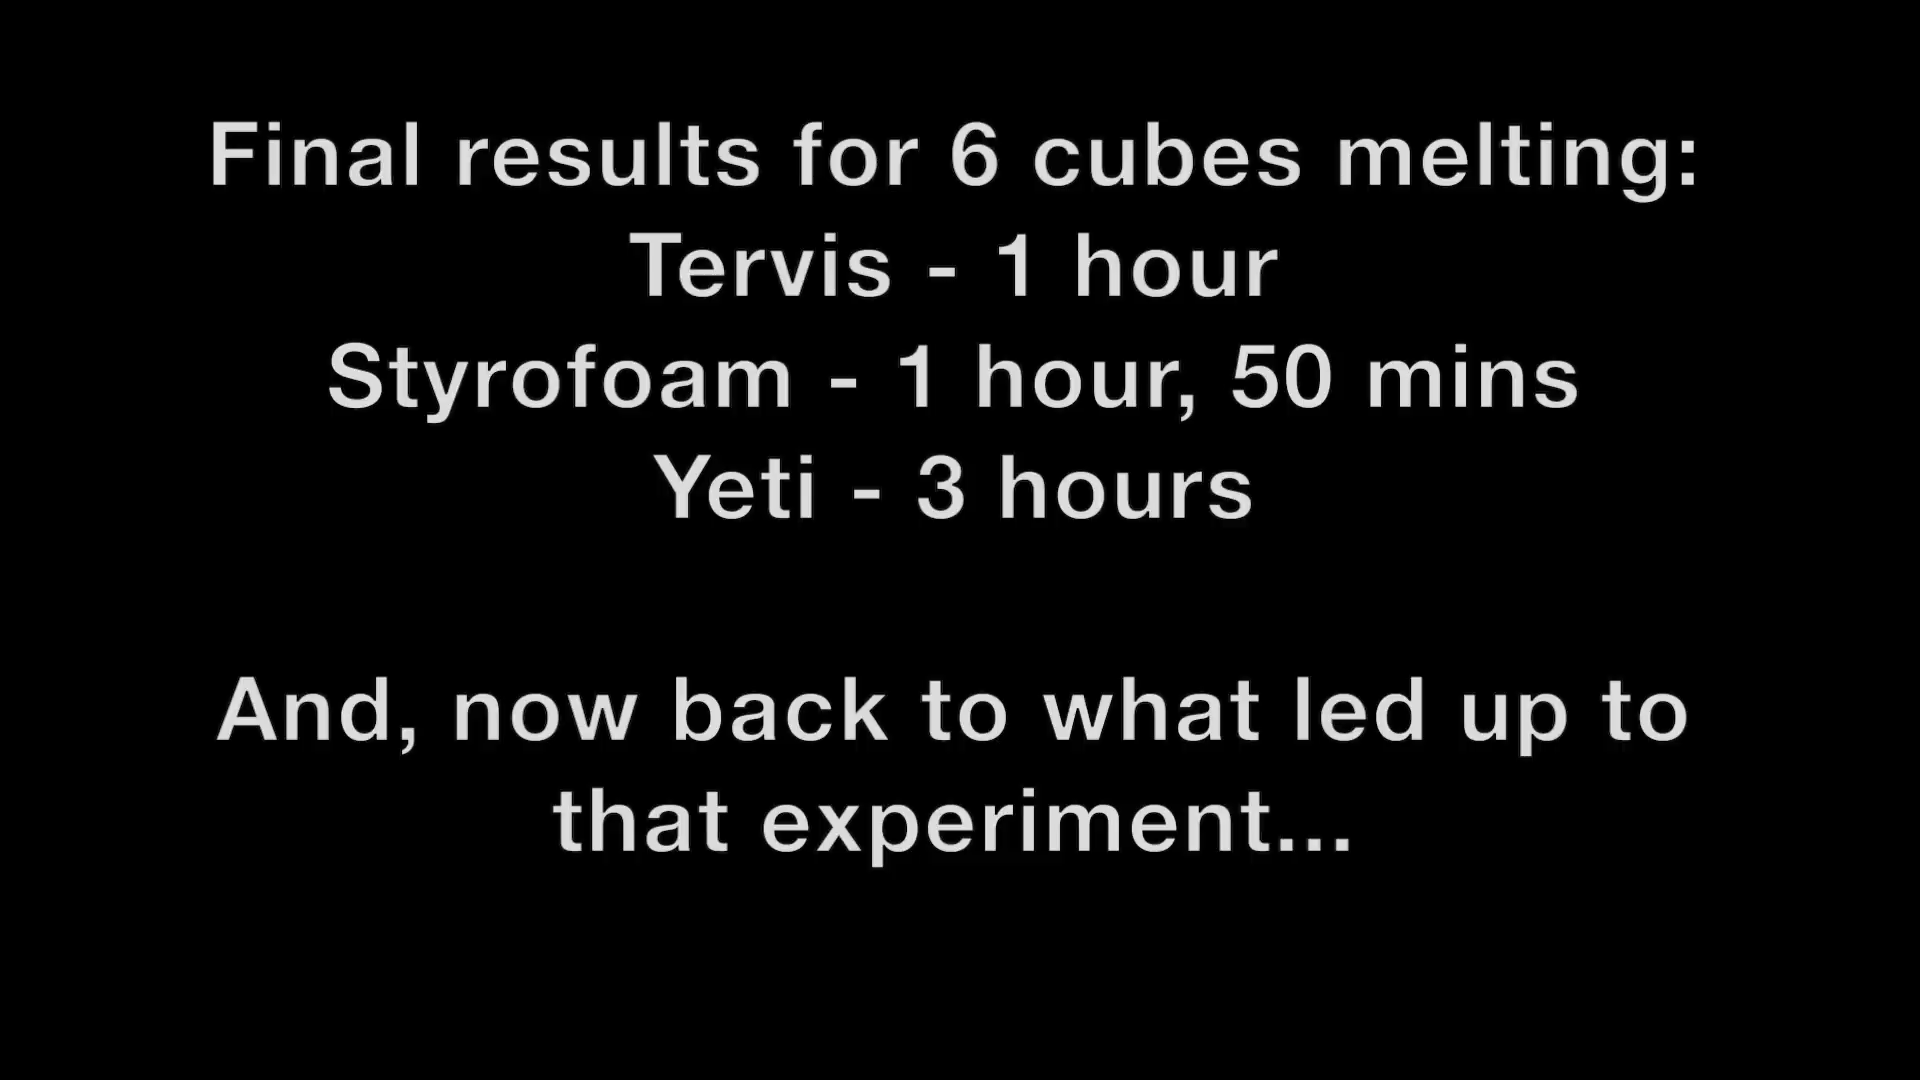 Final results for 6 cubes melting:
Tervis - 1 hour
Styrofoam - 1 hour, 50 mins
Yeti - 3 hours
And, now back to what led up to
that experiment...